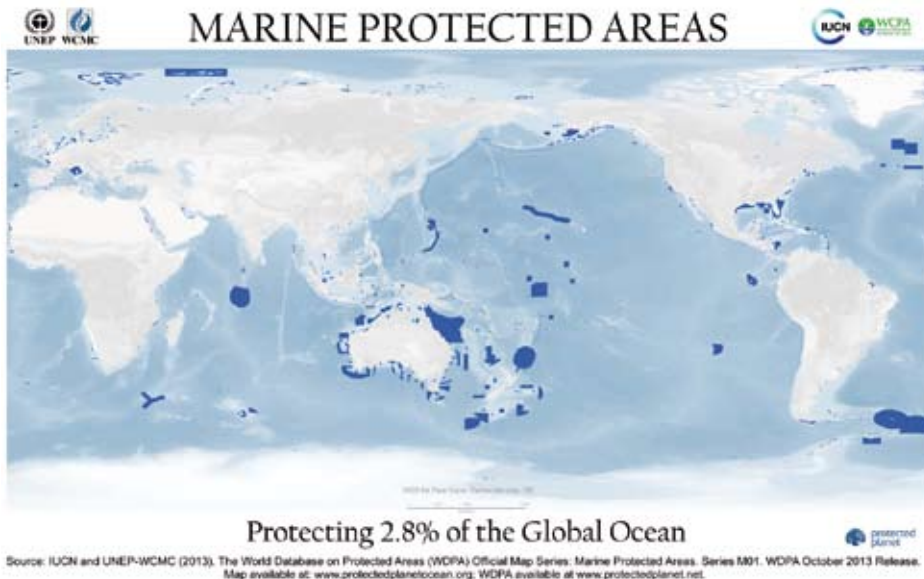 UNEP WCMC
MARINE PROTECTED AREAS
IUCN WCPA
Protecting 2.8% of the Global Ocean
protected
planet
Source: IUCN and UNEP-WCMC (2013). The World Database on Protected Areas (WDPA) Official Map Series: Marine Protected Areas. Series M01. WDPA October 2013 Release
Map available at: www.protectedplanetocean.org. WDPA available at www.protectedplanet.net.